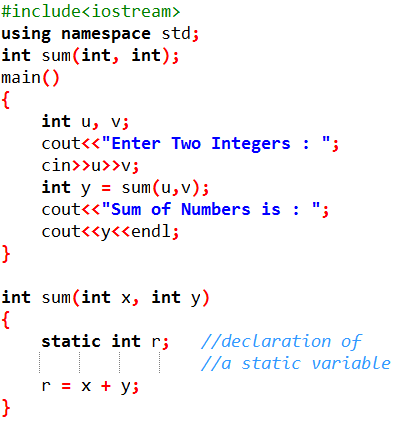 #include<iostream>
using namespace std;
int sum(int, int);
main()
{
    int u, v;
    cout<<"Enter Two Integers : ";
    cin>>u>>v;
    int y = sum(u,v);
    cout<<"Sum of Numbers is : ";
    cout<<y<<endl;
}

int sum(int x, int y)
{
    static int r;   //declaration of
                    //a static variable
    r = x + y;
}